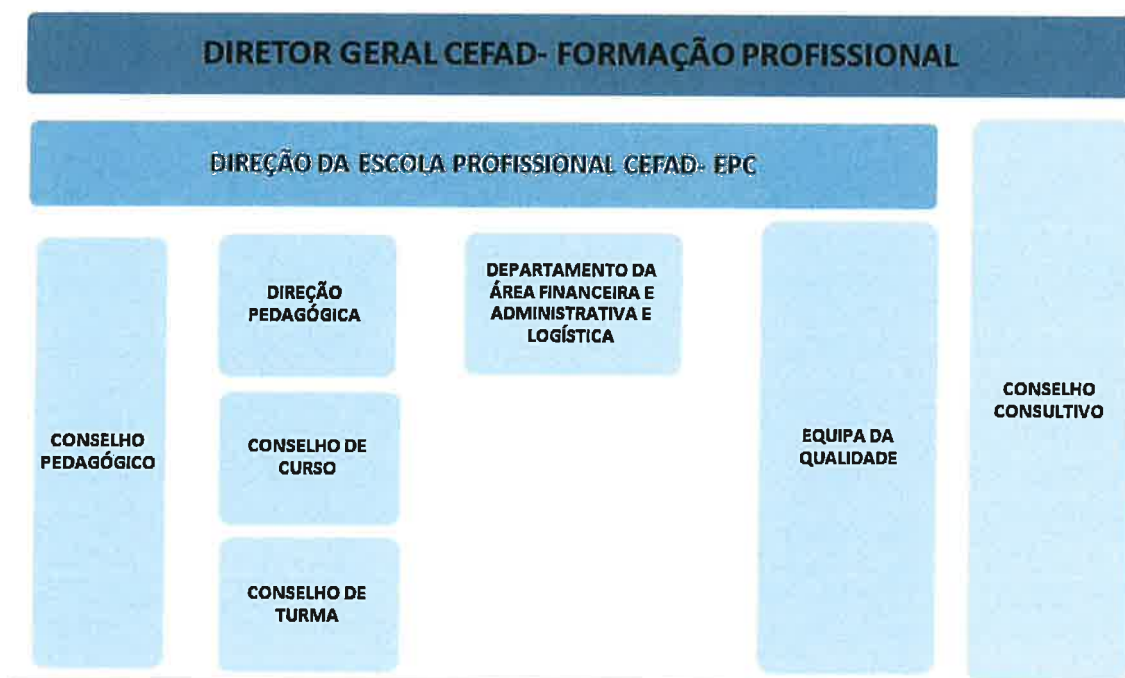 DIRETOR GERAL CEFAD- FORMAÇÃO PROFISSIONAL
DIREÇÃO DA ESCOLA PROFISSIONAL CEFAD- EPC
CONSELHO
PEDAGÓGICO
DIREÇÃO
PEDAGÓGICA
CONSELHO DE
CURSO
CONSELHO DE
TURMA
DEPARTAMENTO DA
ÁREA FINANCEIRA E
ADMINISTRATIVA E
LOGÍSTICA
EQUIPA DA
QUALIDADE
CONSELHO
CONSULTIVO